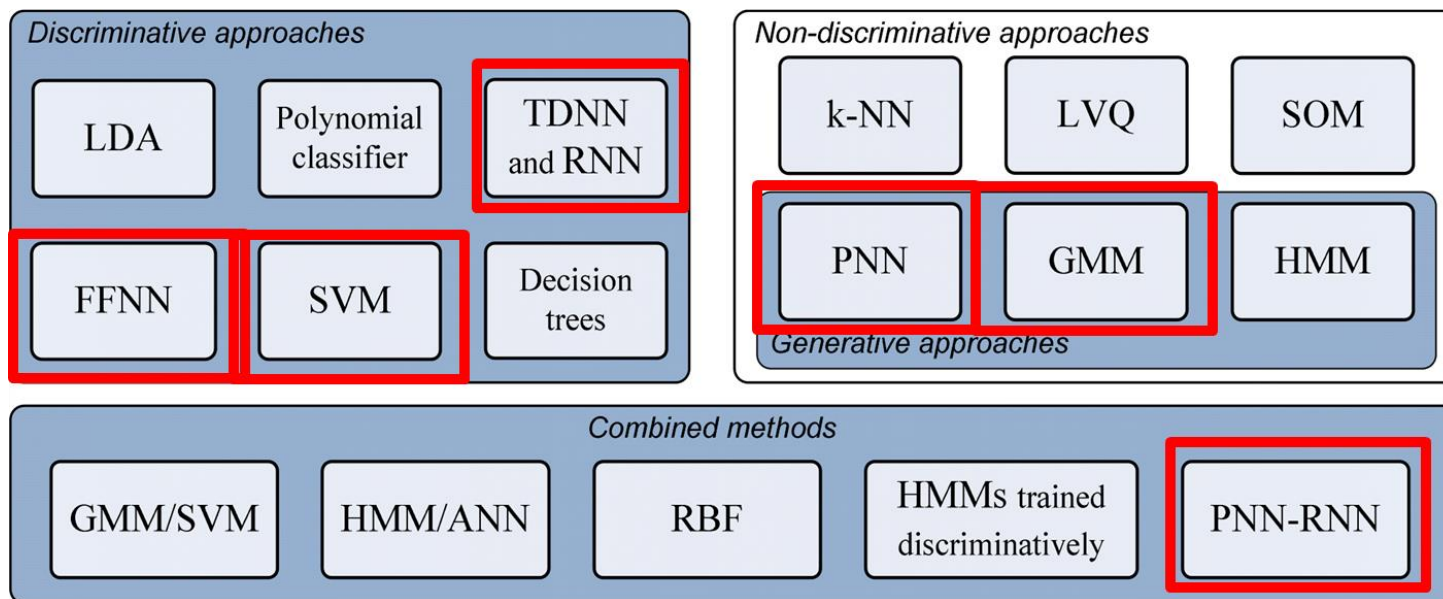 Discriminative approaches
LDA
Polynomial
classifier
TDNN
and RNN
FFNN
SVM
Decision
trees
Non-discriminative approaches
k-NN
LVQ
SOM
PNN
GMM
HMM
Generative approaches
Combined methods
GMM/SVM
HMM/ANN
RBF
HMMs trained
discriminatively
PNN-RNN